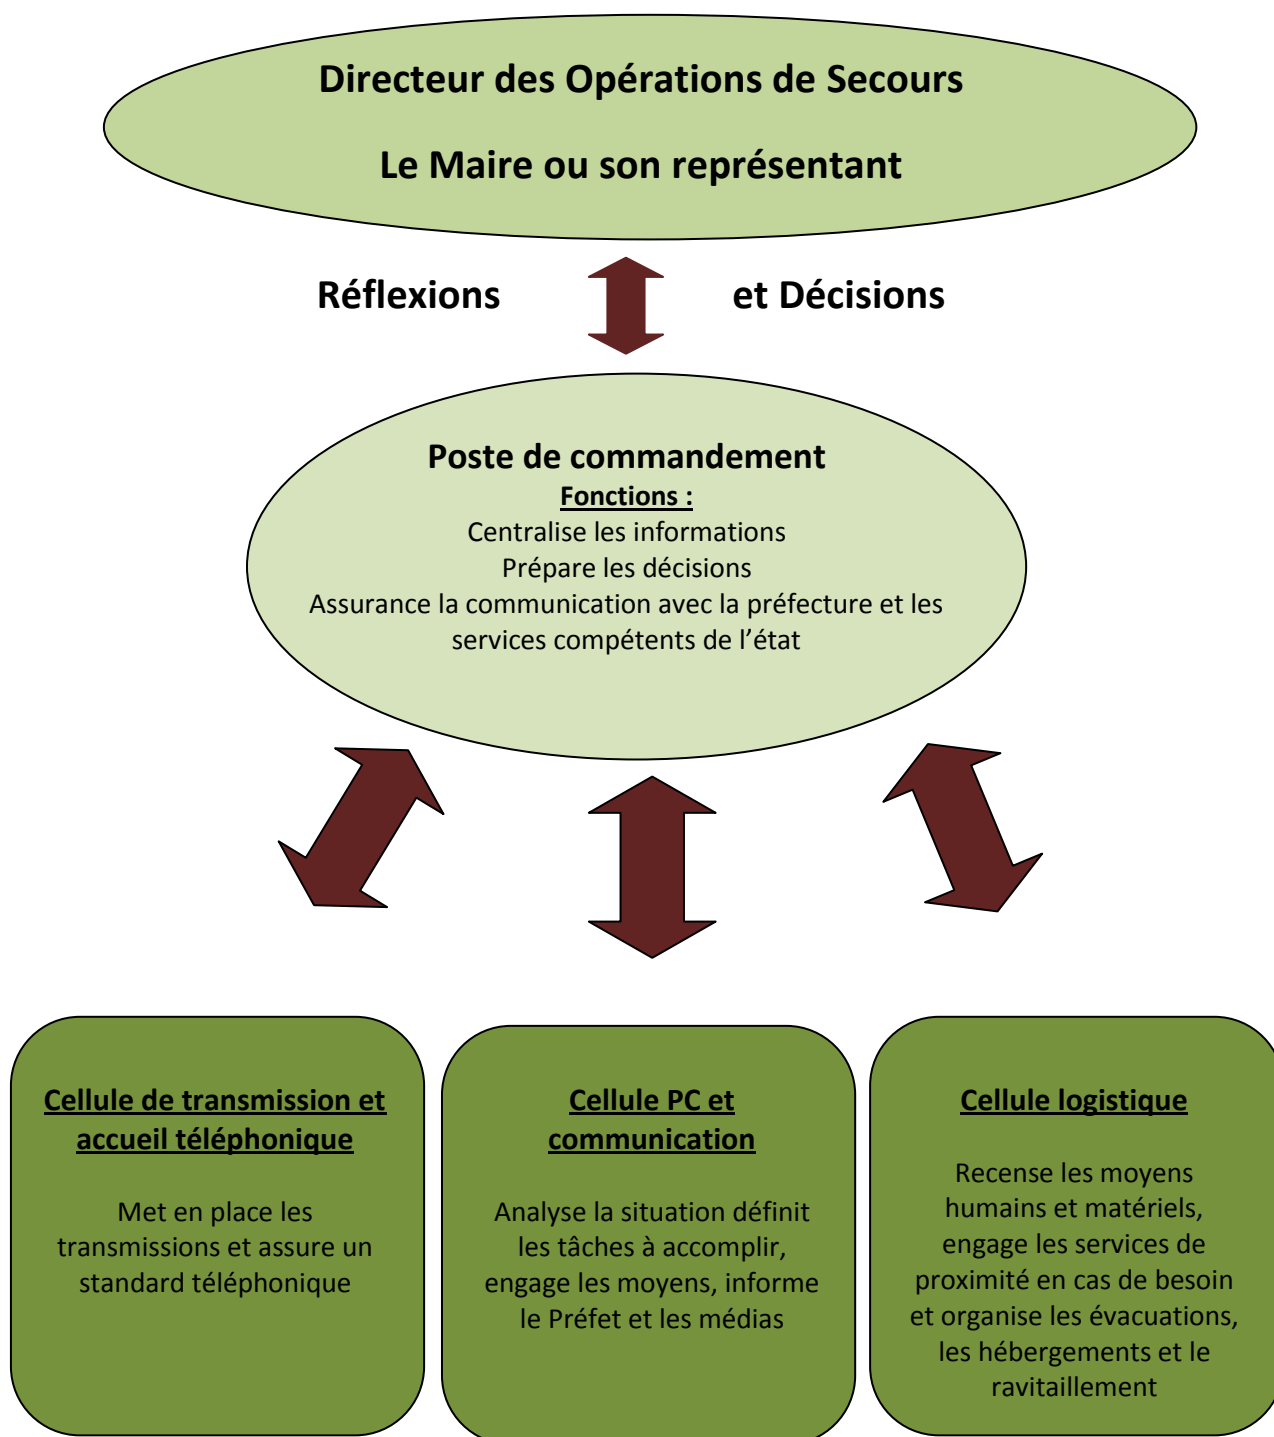 Directeur des Opérations de Secours
Le Maire ou son représentant
Réflexions et Décisions
Poste de commandement
Fonctions :
Centralise les informations
Prépare les décisions
Assurance la communication avec la préfecture et les
services compétents de l’état
Cellule de transmission et
accueil téléphonique
Met en place les
transmissions et assure un
standard téléphonique
Cellule PC et
communication
Analyse la situation définit
les tâches à accomplir,
engage les moyens, informe
le Préfet et les médias
Cellule logistique
Recense les moyens
humains et matériels,
engage les services de
proximité en cas de besoin
et organise les évacuations,
les hébergements et le
ravitaillement